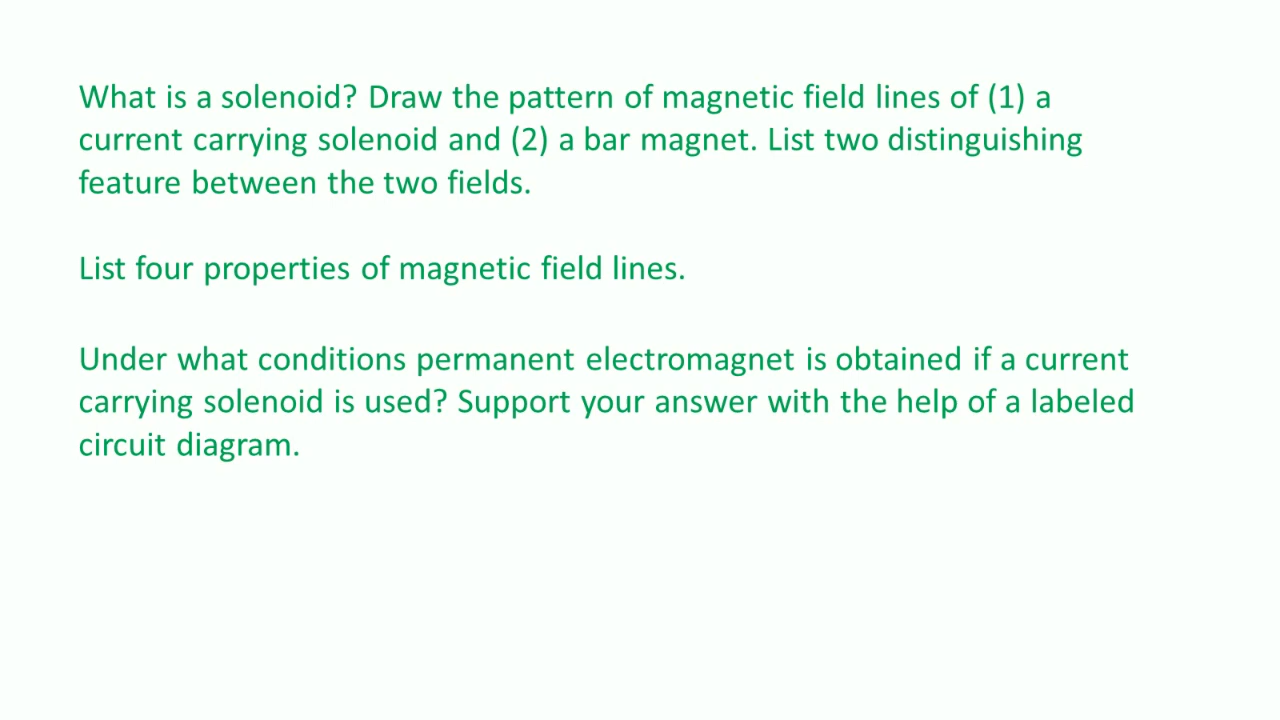 What is a solenoid? Draw the pattern of magnetic field lines of (1) a
current carrying solenoid and (2) a bar magnet. List two distinguishing
feature between the two fields.
List four properties of magnetic field lines.
Under what conditions permanent electromagnet is obtained if a current
carrying solenoid is used? Support your answer with the help of a labeled
circuit diagram.